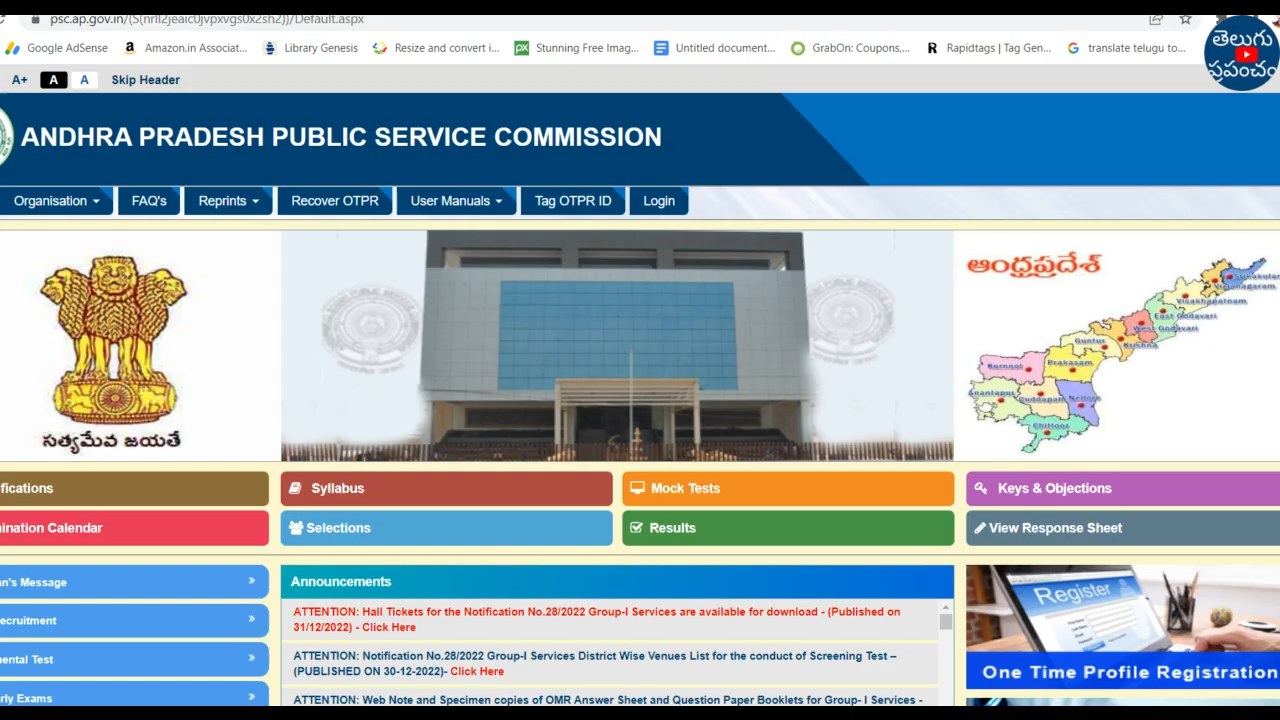 psc.ap.gov.in/(S(nrll2jeaic0jvpxvgs0x2sh2))/Default.aspx
Google AdSense
Amazon.in Associat...
Library Genesis
Resize and convert i...
Stunning Free Imag...
Untitled document...
GrabOn: Coupons,...
Rapidtags | Tag Gen...
translate telugu to...
తెలుగు
ప్రపంచం
A+ A A Skip Header
ANDHRA PRADESH PUBLIC SERVICE COMMISSION
Organisation FAQ's Reprints Recover OTPR User Manuals Tag OTPR ID Login
సత్యమేవ జయతే
ఆంధ్రప్రదేశ్
Visakhapatnam
East Godavari
West Godavari
Guntur
Krishna
Kurnool
Prakasam
Anantapur
Cuddapah
Nellore
Chittoor
fications
Syllabus
Mock Tests
Keys & Objections
ination Calendar
Selections
Results
View Response Sheet
n's Message
ecruitment
ental Test
rly Exams
Announcements
ATTENTION: Hall Tickets for the Notification No.28/2022 Group-I Services are available for download - (Published on
31/12/2022) - Click Here
ATTENTION: Notification No.28/2022 Group-I Services District Wise Venues List for the conduct of Screening Test –
(PUBLISHED ON 30-12-2022)- Click Here
ATTENTION: Web Note and Specimen copies of OMR Answer Sheet and Question Paper Booklets for Group- I Services -
Register
One Time Profile Registration